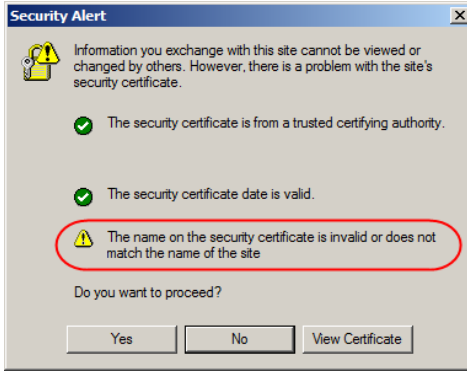 Security Alert
Information you exchange with this site cannot be viewed or
changed by others. However, there is a problem with the site's
security certificate.
The security certificate is from a trusted certifying authority.
The security certificate date is valid.
The name on the security certificate is invalid or does not
match the name of the site
Do you want to proceed?
Yes
No
View Certificate